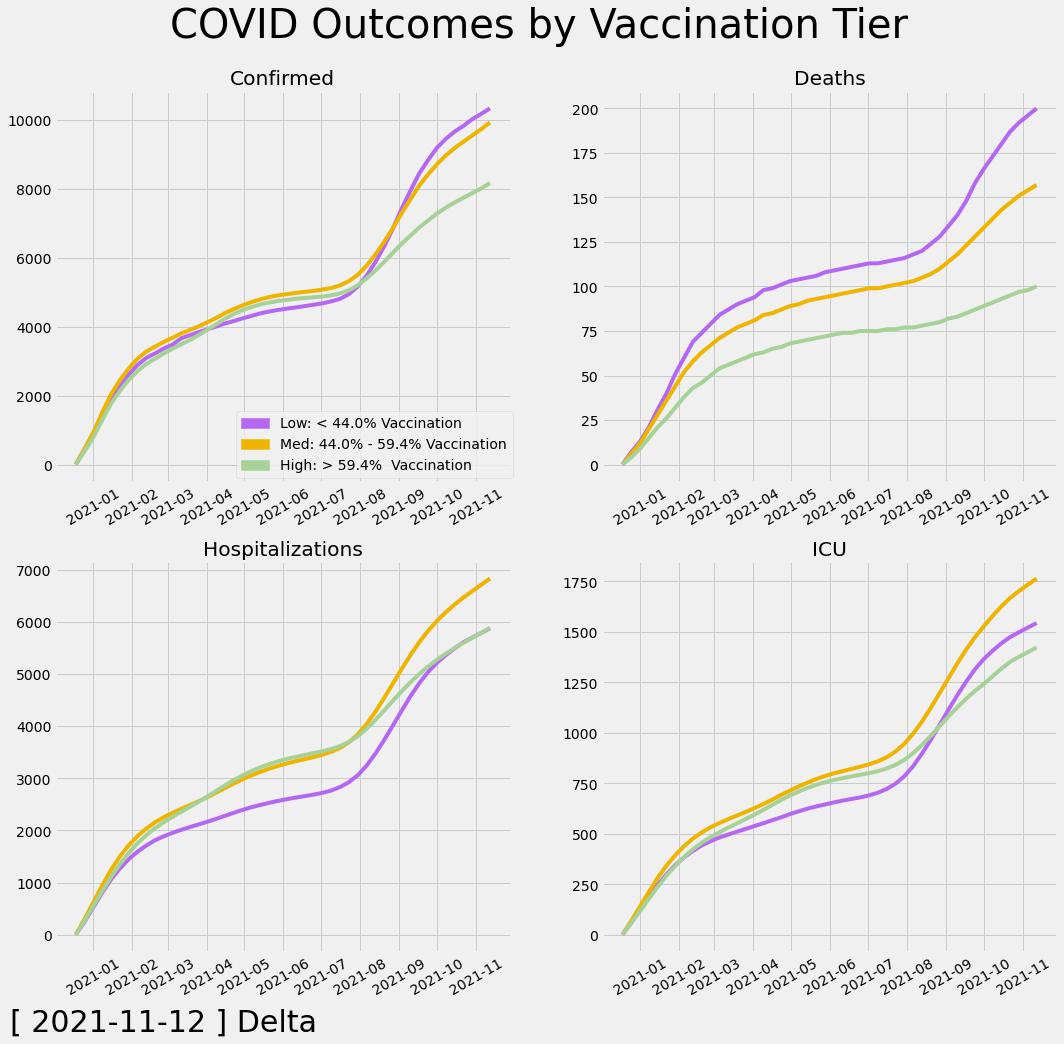 COVID Outcomes by Vaccination Tier
Confirmed
10000
8000
6000
4000
2000
0
Low: < 44.0% Vaccination
Med: 44.0% - 59.4% Vaccination
High: > 59.4%  Vaccination
2021-01 2021-02 2021-03 2021-04 2021-05 2021-06 2021-07 2021-08 2021-09 2021-10 2021-11
Deaths
200
175
150
125
100
75
50
25
0
2021-01 2021-02 2021-03 2021-04 2021-05 2021-06 2021-07 2021-08 2021-09 2021-10 2021-11
Hospitalizations
7000
6000
5000
4000
3000
2000
1000
0
2021-01 2021-02 2021-03 2021-04 2021-05 2021-06 2021-07 2021-08 2021-09 2021-10 2021-11
ICU
1750
1500
1250
1000
750
500
250
0
2021-01 2021-02 2021-03 2021-04 2021-05 2021-06 2021-07 2021-08 2021-09 2021-10 2021-11
[ 2021-11-12 ] Delta